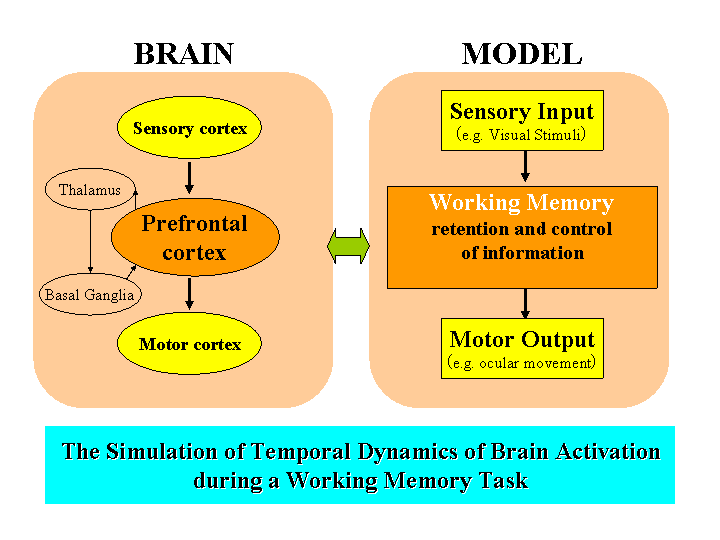 BRAIN
MODEL
Sensory cortex
Thalamus
Prefrontal
cortex
Basal Ganglia
Motor cortex
Sensory Input
(e.g. Visual Stimuli)
Working Memory
retention and control
of information
Motor Output
(e.g. ocular movement)
The Simulation of Temporal Dynamics of Brain Activation
during a Working Memory Task